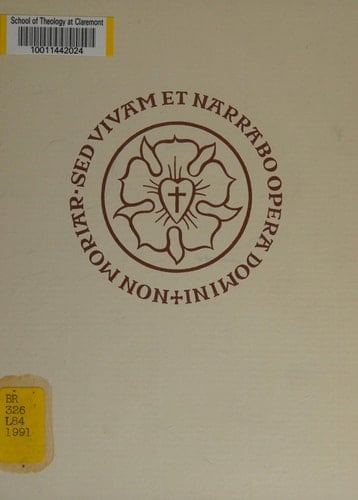 School of Theology at Claremont
10011442024
NON MORIAR · SED VIVAM ET NARRABO OPERA DOMINI +
BR
326
L84
1991